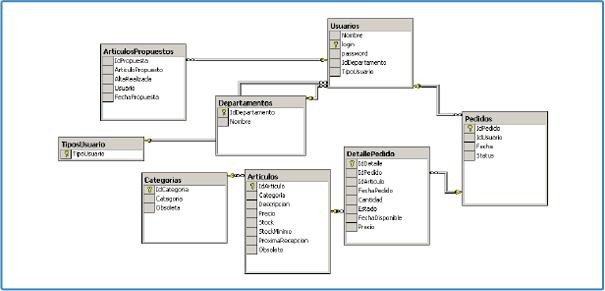 Usuarios
Nombre
login
password
IdDepartamento
TipoUsuario
ArticulosPropuestos
IdPropuesta
ArticuloPropuesto
AltaRealizada
Usuario
FechaPropuesta
Departamentos
IdDepartamento
Nombre
TiposUsuario
TipoUsuario
Pedidos
IdPedido
IdUsuario
Fecha
Status
DetallePedido
IdDetalle
IdPedido
IdArticulo
FechaPedido
Cantidad
Estado
FechaDisponible
Precio
Categorias
IdCategoria
Categoria
Obsoleta
Articulos
IdArticulo
Categoria
Descripcion
Precio
Stock
StockMinimo
ProximaRecepcion
Obsoleto